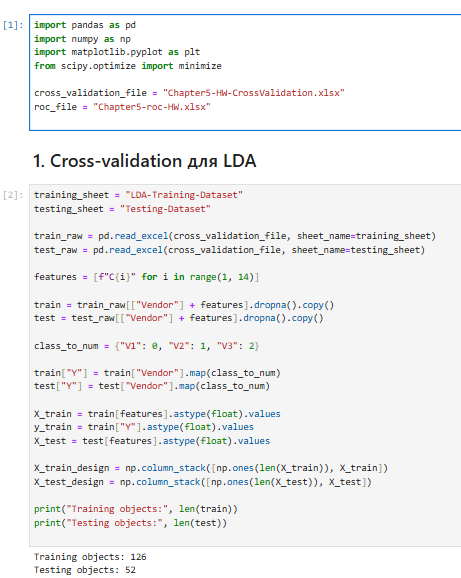 [1]:
import pandas as pd
import numpy as np
import matplotlib.pyplot as plt
from scipy.optimize import minimize
cross_validation_file = "Chapter5-HW-CrossValidation.xlsx"
roc_file = "Chapter5-roc-HW.xlsx"
1. Cross-validation для LDA
[2]:
training_sheet = "LDA-Training-Dataset"
testing_sheet = "Testing-Dataset"
train_raw = pd.read_excel(cross_validation_file, sheet_name=training_sheet)
test_raw = pd.read_excel(cross_validation_file, sheet_name=testing_sheet)
features = [f"C{i}" for i in range(1, 14)]
train = train_raw[["Vendor"] + features].dropna().copy()
test = test_raw[["Vendor"] + features].dropna().copy()
class_to_num = {"V1": 0, "V2": 1, "V3": 2}
train["Y"] = train["Vendor"].map(class_to_num)
test["Y"] = test["Vendor"].map(class_to_num)
X_train = train[features].astype(float).values
y_train = train["Y"].astype(float).values
X_test = test[features].astype(float).values
X_train_design = np.column_stack([np.ones(len(X_train)), X_train])
X_test_design = np.column_stack([np.ones(len(X_test)), X_test])
print("Training objects:", len(train))
print("Testing objects:", len(test))
Training objects: 126
Testing objects: 52